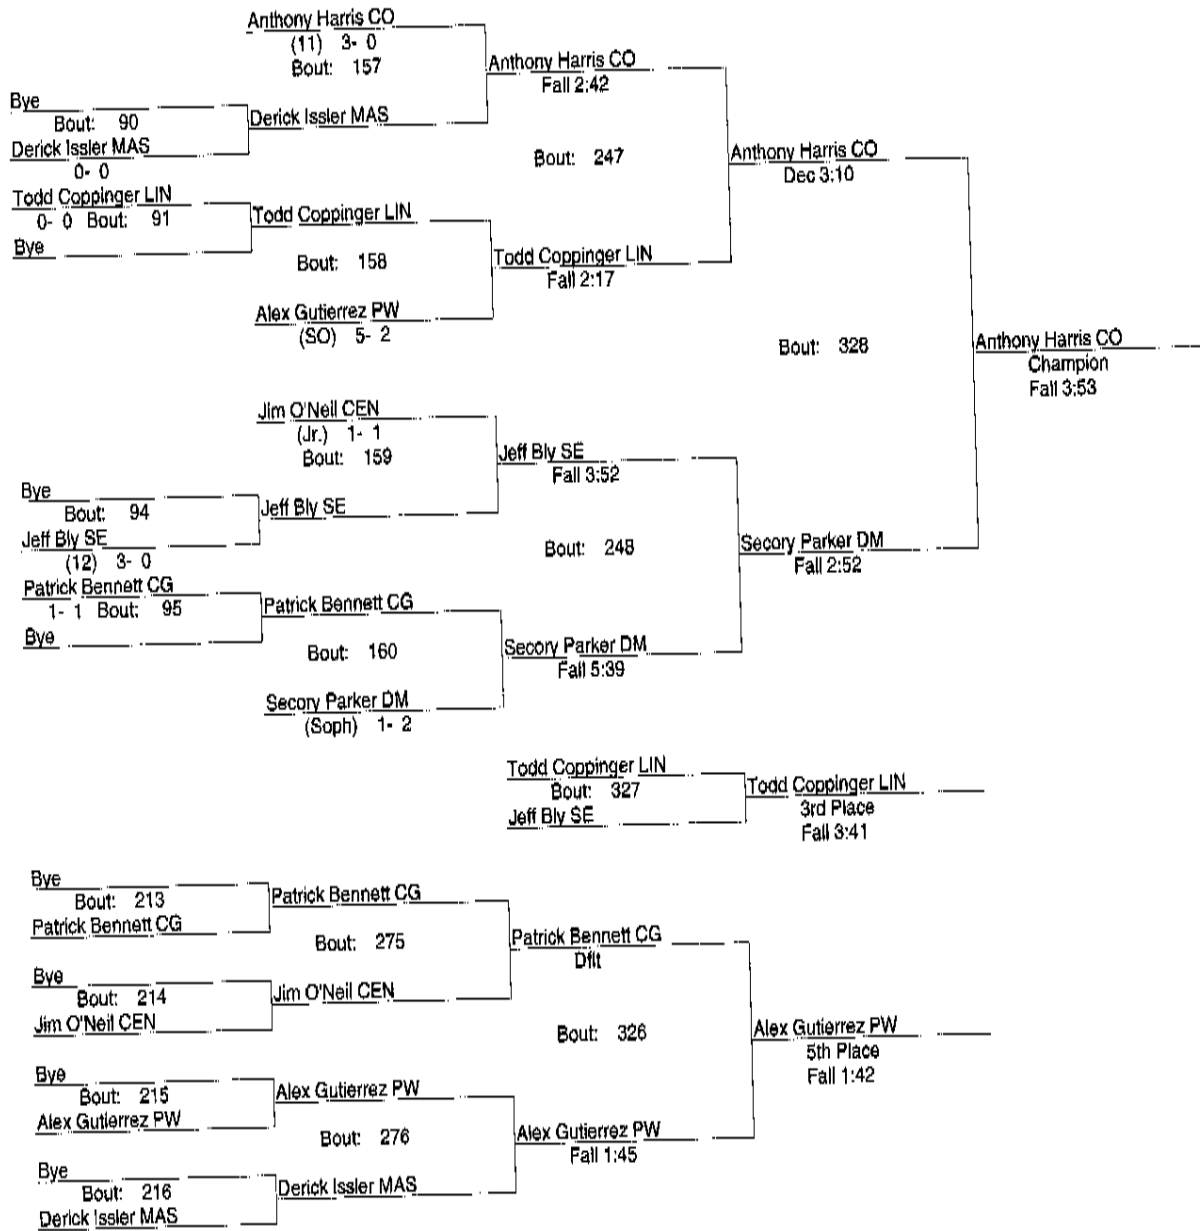 Anthony Harris CO
(11) 3- 0
Bout: 157
Anthony Harris CO
Fall 2:42
Bye
Bout: 90
Derick Issler MAS
Derick Issler MAS
0- 0
Bout: 247
Anthony Harris CO
Dec 3:10
Todd Coppinger LIN
0- 0 Bout: 91
Bye
Todd Coppinger LIN
Bout: 158
Todd Coppinger LIN
Fall 2:17
Alex Gutierrez PW
(SO) 5- 2
Bout: 328
Anthony Harris CO
Champion
Fall 3:53
Jim O'Neil CEN
(Jr.) 1- 1
Bout: 159
Jeff Bly SE
Fall 3:52
Bye
Bout: 94
Jeff Bly SE
Jeff Bly SE
(12) 3- 0
Bout: 248
Secory Parker DM
Fall 2:52
Patrick Bennett CG
1- 1 Bout: 95
Bye
Patrick Bennett CG
Bout: 160
Secory Parker DM
Fall 5:39
Secory Parker DM
(Soph) 1- 2
Todd Coppinger LIN
Bout: 327
Jeff Bly SE
Todd Coppinger LIN
3rd Place
Fall 3:41
Bye
Bout: 213
Patrick Bennett CG
Patrick Bennett CG
Bout: 275
Patrick Bennett CG
Dflt
Bye
Bout: 214
Jim O'Neil CEN
Jim O'Neil CEN
Bout: 326
Alex Gutierrez PW
5th Place
Fall 1:42
Bye
Bout: 215
Alex Gutierrez PW
Alex Gutierrez PW
Bout: 276
Alex Gutierrez PW
Fall 1:45
Bye
Bout: 216
Derick Issler MAS
Derick Issler MAS